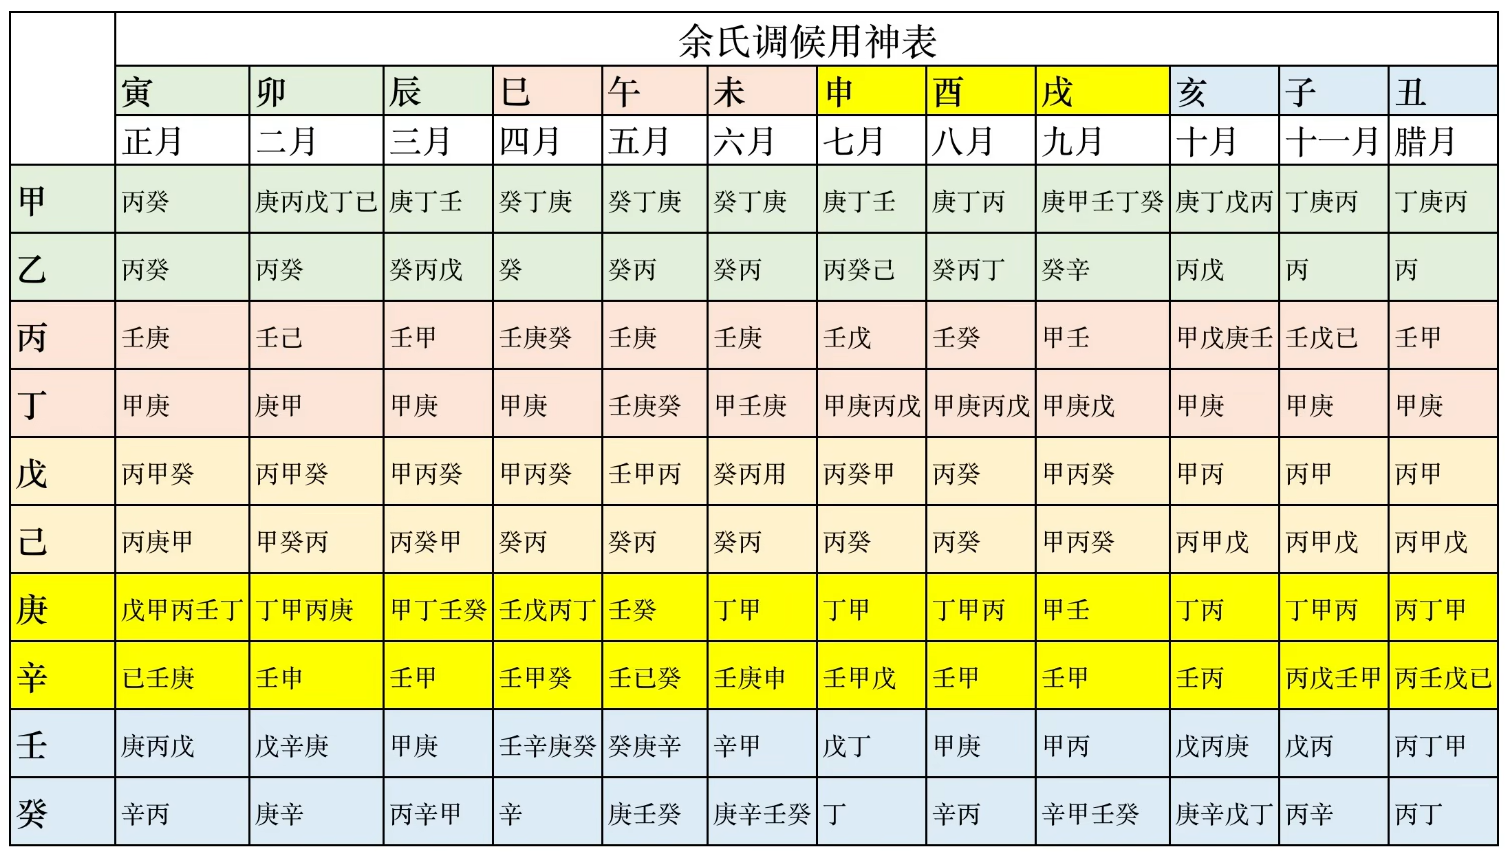 余氏调候用神表
寅 卯 辰 巳 午 未 申 酉 戌 亥 子 丑
正月 二月 三月 四月 五月 六月 七月 八月 九月 十月 十一月 腊月
甲 丙癸 庚丙戊丁已 庚丁壬 癸丁庚 癸丁庚 癸丁庚 庚丁壬 庚丁丙 庚甲壬丁癸 庚丁戊丙 丁庚丙 丁庚丙
乙 丙癸 丙癸 癸丙戊 癸 癸丙 癸丙 丙癸己 癸丙丁 癸辛 丙戊 丙 丙
丙 壬庚 壬己 壬甲 壬庚癸 壬庚 壬庚 壬戊 壬癸 甲壬 甲戊庚壬 壬戊已 壬甲
丁 甲庚 庚甲 甲庚 甲庚 壬庚癸 甲壬庚 甲庚丙戊 甲庚丙戊 甲庚戊 甲庚 甲庚 甲庚
戊 丙甲癸 丙甲癸 甲丙癸 甲丙癸 壬甲丙 癸丙用 丙癸甲 丙癸 甲丙癸 甲丙 丙甲 丙甲
己 丙庚甲 甲癸丙 丙癸甲 癸丙 癸丙 癸丙 丙癸 丙癸 甲丙癸 丙甲戊 丙甲戊 丙甲戊
庚 戊甲丙壬丁 丁甲丙庚 甲丁壬癸 壬戊丙丁 壬癸 丁甲 丁甲 丁甲丙 甲壬 丁丙 丁甲丙 丙丁甲
辛 已壬庚 壬申 壬甲 壬甲癸 壬已癸 壬庚申 壬甲戊 壬甲 壬甲 壬丙 丙戊壬甲 丙壬戊已
壬 庚丙戊 戊辛庚 甲庚 壬辛庚癸 癸庚辛 辛甲 戊丁 甲庚 甲丙 戊丙庚 戊丙 丙丁甲
癸 辛丙 庚辛 丙辛甲 辛 庚壬癸 庚辛壬癸 丁 辛丙 辛甲壬癸 庚辛戊丁 丙辛 丙丁